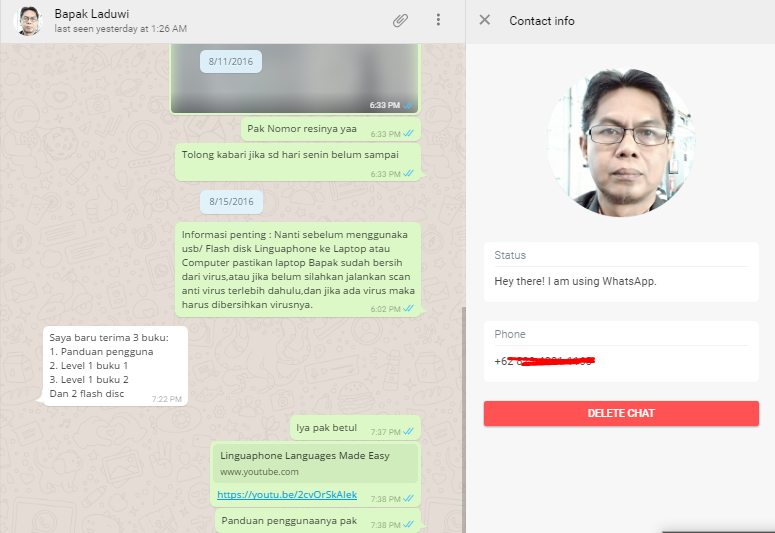 Bapak Laduwi
last seen yesterday at 1:26 AM
8/11/2016
6:33 PM
Pak Nomor resinya yaa
6:33 PM
Tolong kabari jika sd hari senin belum sampai
6:33 PM
8/15/2016
Informasi penting : Nanti sebelum menggunaka
usb/ Flash disk Linguaphone ke Laptop atau
Computer pastikan laptop Bapak sudah bersih
dari virus,atau jika belum silahkan jalankan scan
anti virus terlebih dahulu,dan jika ada virus maka
harus dibersihkan virusnya.
6:02 PM
Saya baru terima 3 buku:
1. Panduan pengguna
2. Level 1 buku 1
3. Level 1 buku 2
Dan 2 flash disc
7:22 PM
Iya pak betul
7:37 PM
Linguaphone Languages Made Easy
www.youtube.com
https://youtu.be/2cvOrSkAlek
7:38 PM
Panduan penggunaanya pak
7:38 PM
Contact info
Status
Hey there! I am using WhatsApp.
Phone
+62
DELETE CHAT